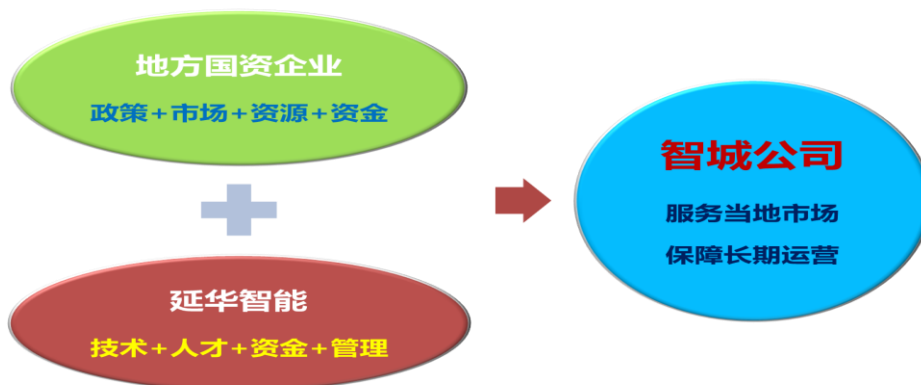 地方国资企业
政策+市场+资源+资金
智城公司
服务当地市场
保障长期运营
延华智能
技术+人才+资金+管理